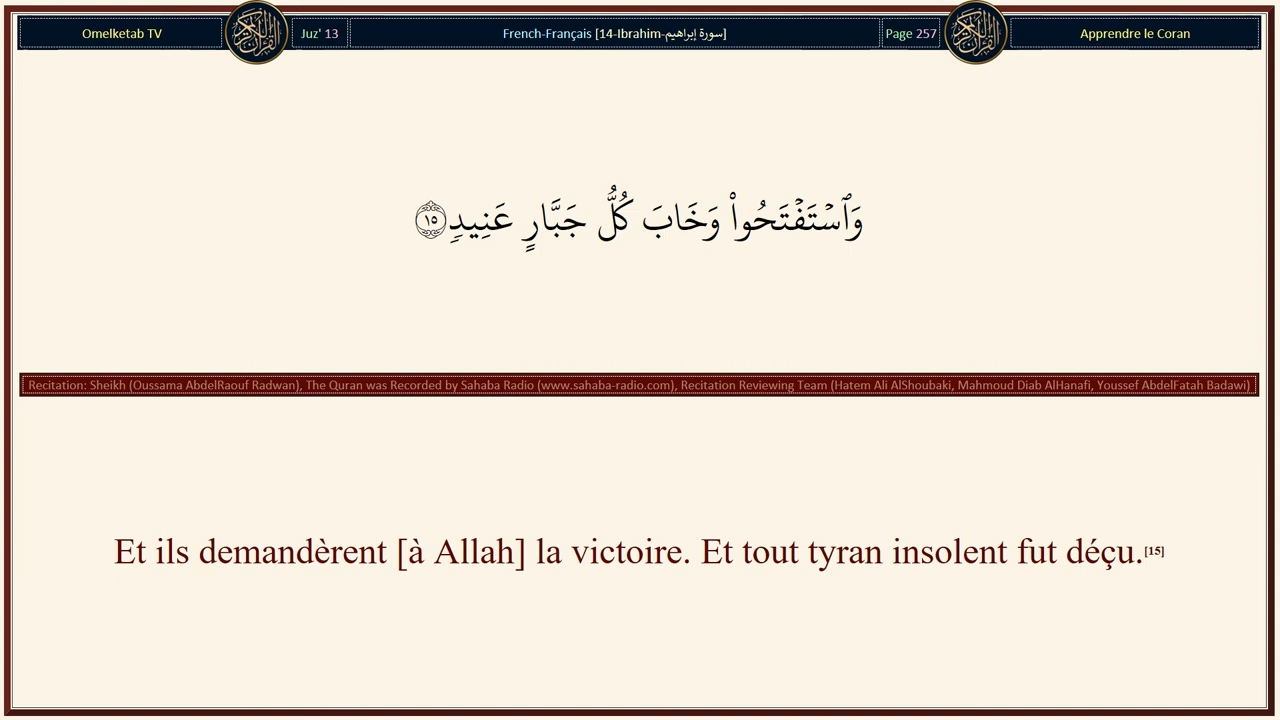 Omelketab TV
Juz' 13
French-Français [14-Ibrahim-سورة إبراهيم]
Page 257
Apprendre le Coran
وَٱسۡتَفۡتَحُواْ وَخَابَ كُلُّ جَبَّارٍ عَنِيدٖ ١٥
Recitation: Sheikh (Oussama AbdelRaouf Radwan), The Quran was Recorded by Sahaba Radio (www.sahaba-radio.com), Recitation Reviewing Team (Hatem Ali AlShoubaki, Mahmoud Diab AlHanafi, Youssef AbdelFatah Badawi)
Et ils demandèrent [à Allah] la victoire. Et tout tyran insolent fut déçu.[15]